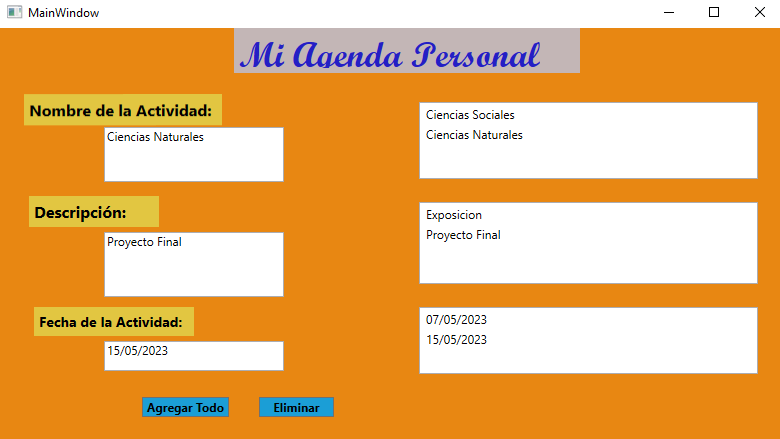 MainWindow
Mi Agenda Personal
Nombre de la Actividad:
Ciencias Naturales
Ciencias Sociales
Ciencias Naturales
Descripción:
Proyecto Final
Exposicion
Proyecto Final
Fecha de la Actividad:
15/05/2023
07/05/2023
15/05/2023
Agregar Todo
Eliminar